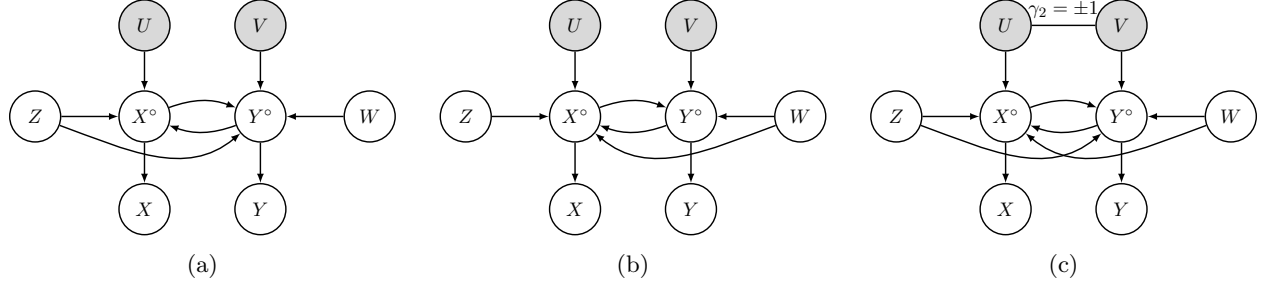 U V U V U γ₂ = ±1 V
Z X° Y° W Z X° Y° W Z X° Y° W
X Y X Y X Y
(a) (b) (c)